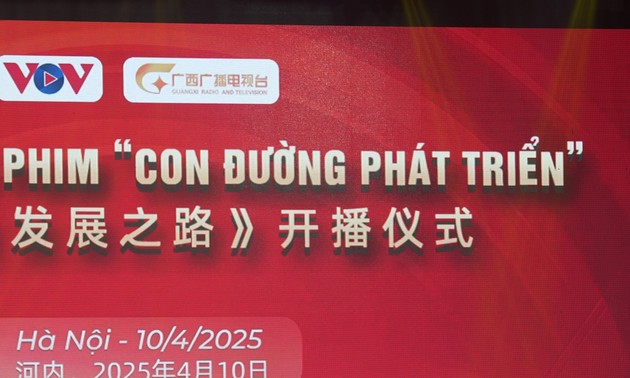 VOV
广西广播电视台
GUANGXI RADIO AND TELEVISION
PHIM “CON ĐƯỜNG PHÁT TRIỂN”
发展之路》开播仪式
Hà Nội - 10/4/2025
河内，2025年4月10日